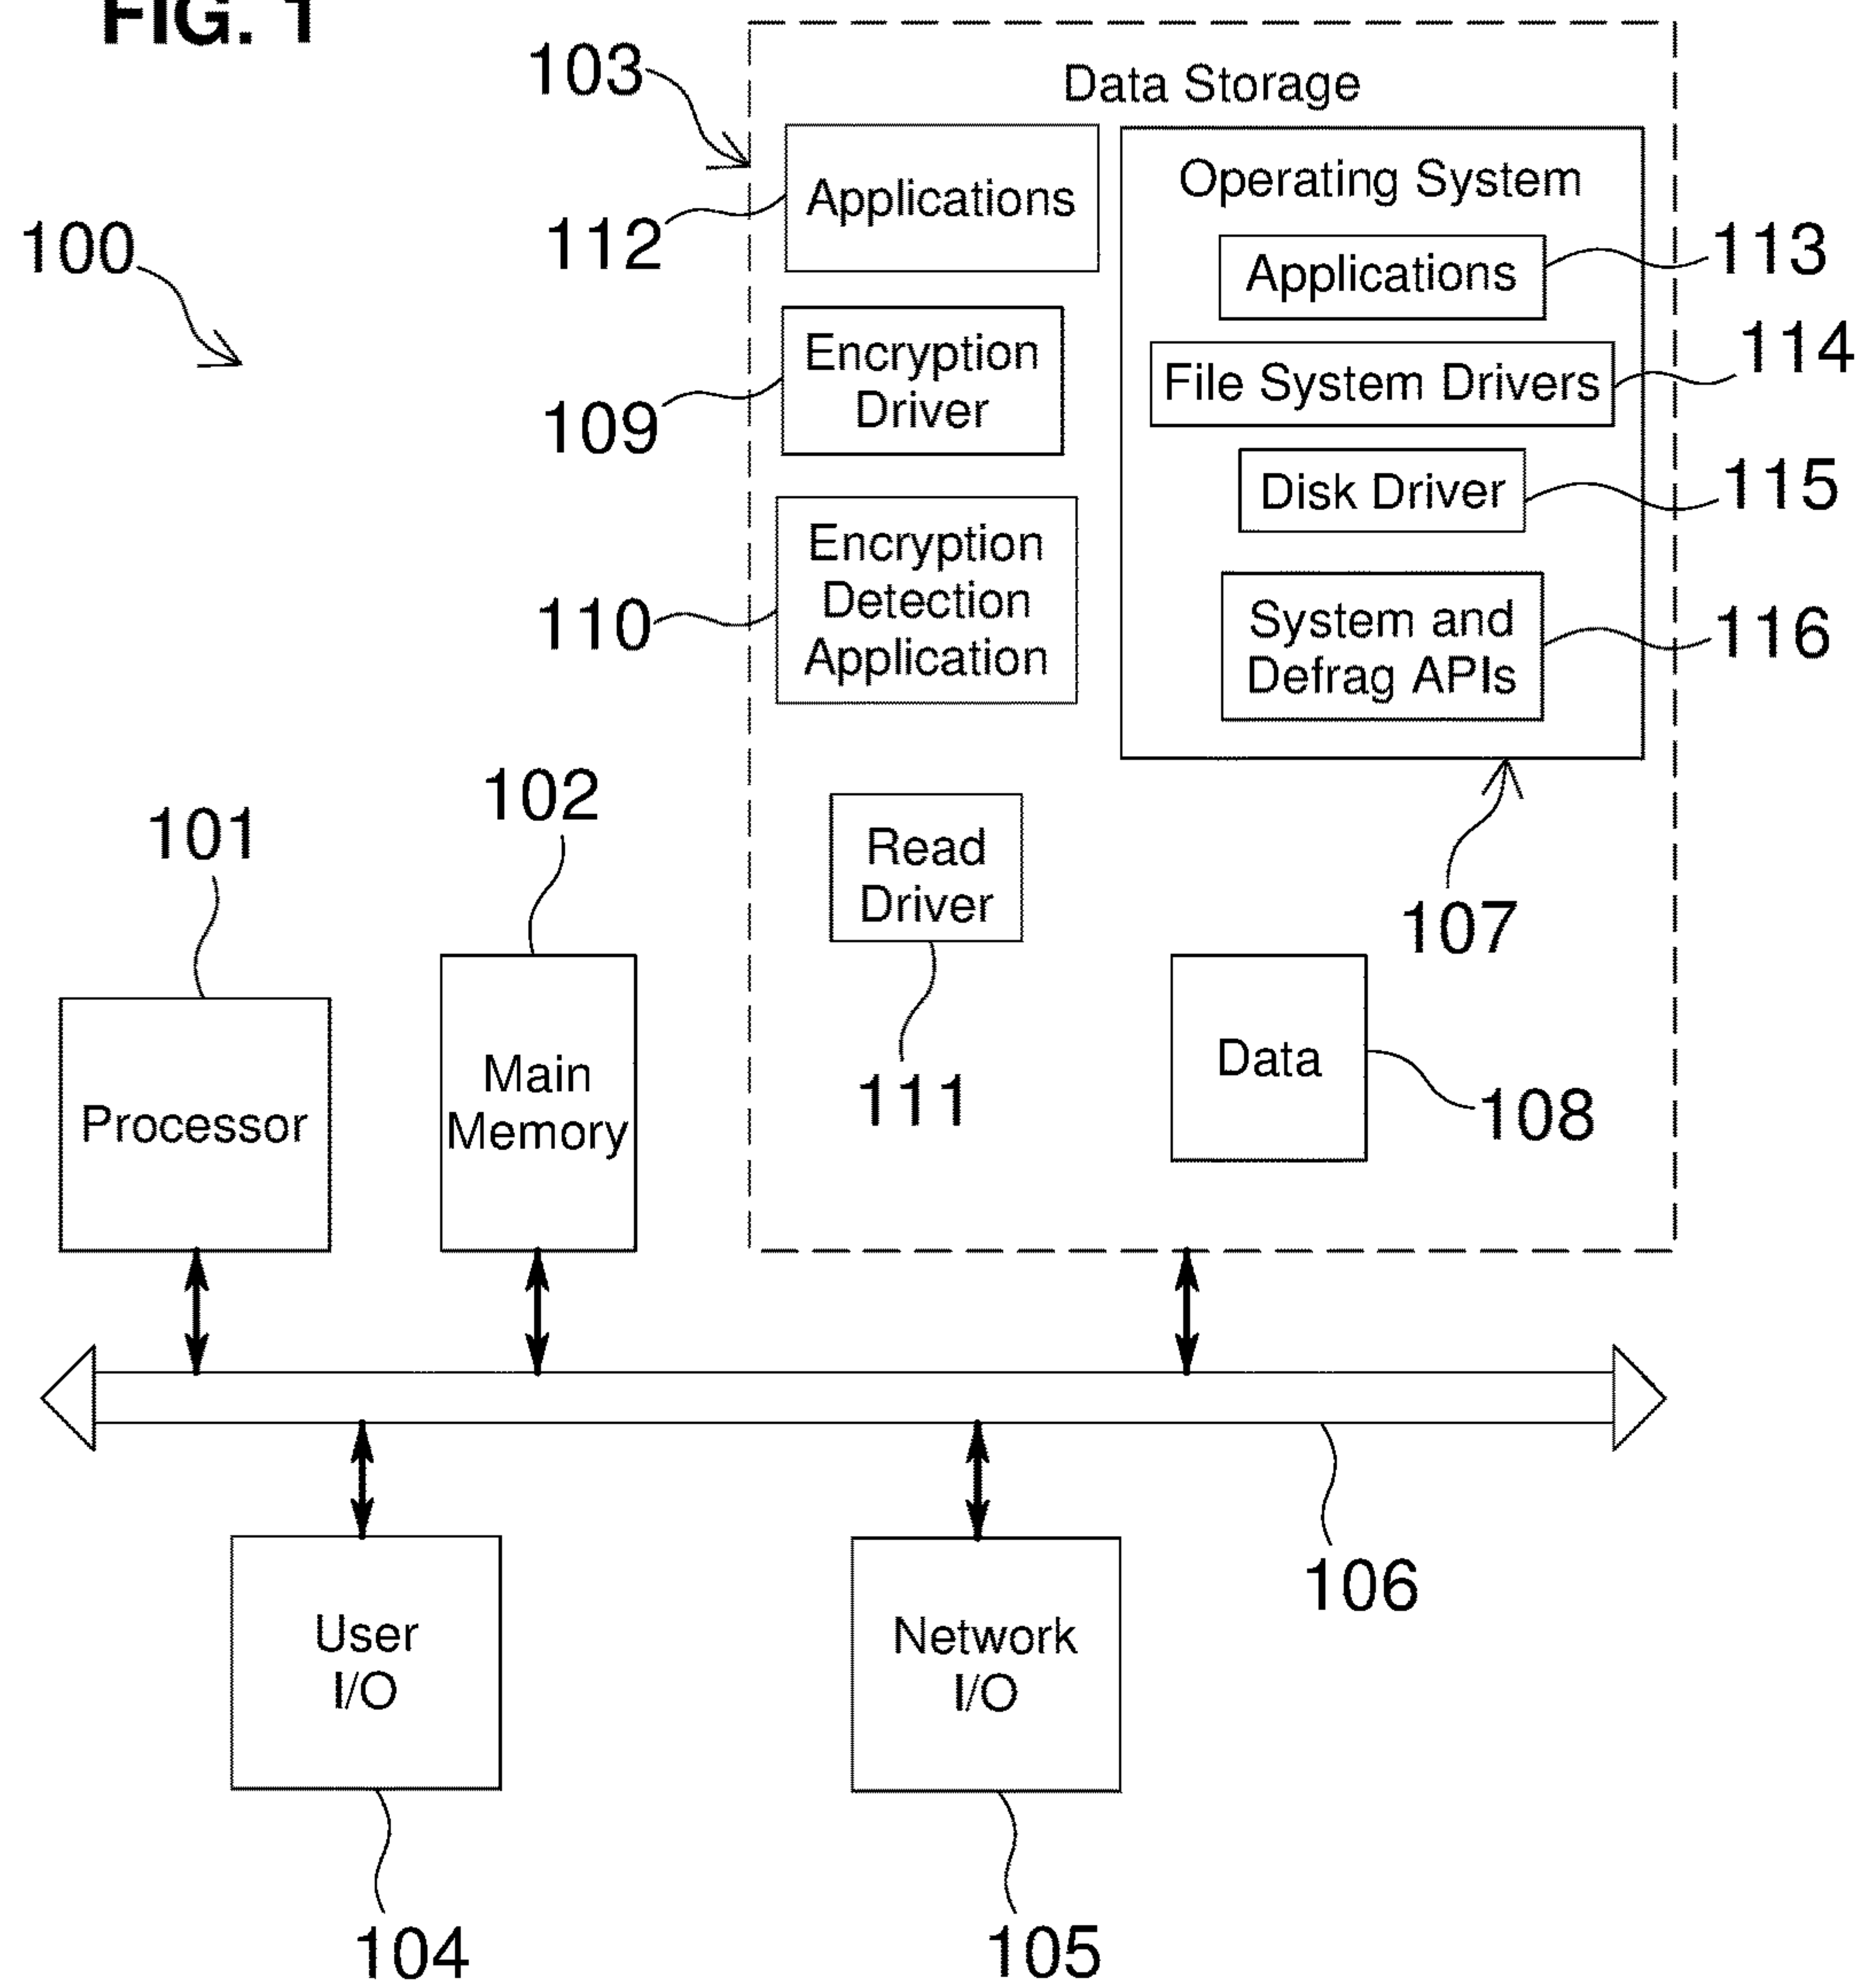 FIG. 1
103
Data Storage
Applications
112
Operating System
100
Applications
113
Encryption
Driver
109
File System Drivers
114
Disk Driver
115
Encryption
Detection
Application
110
System and
Defrag APIs
116
101
102
Read
Driver
107
Processor
Main
Memory
111
Data
108
106
User
I/O
Network
I/O
104
105